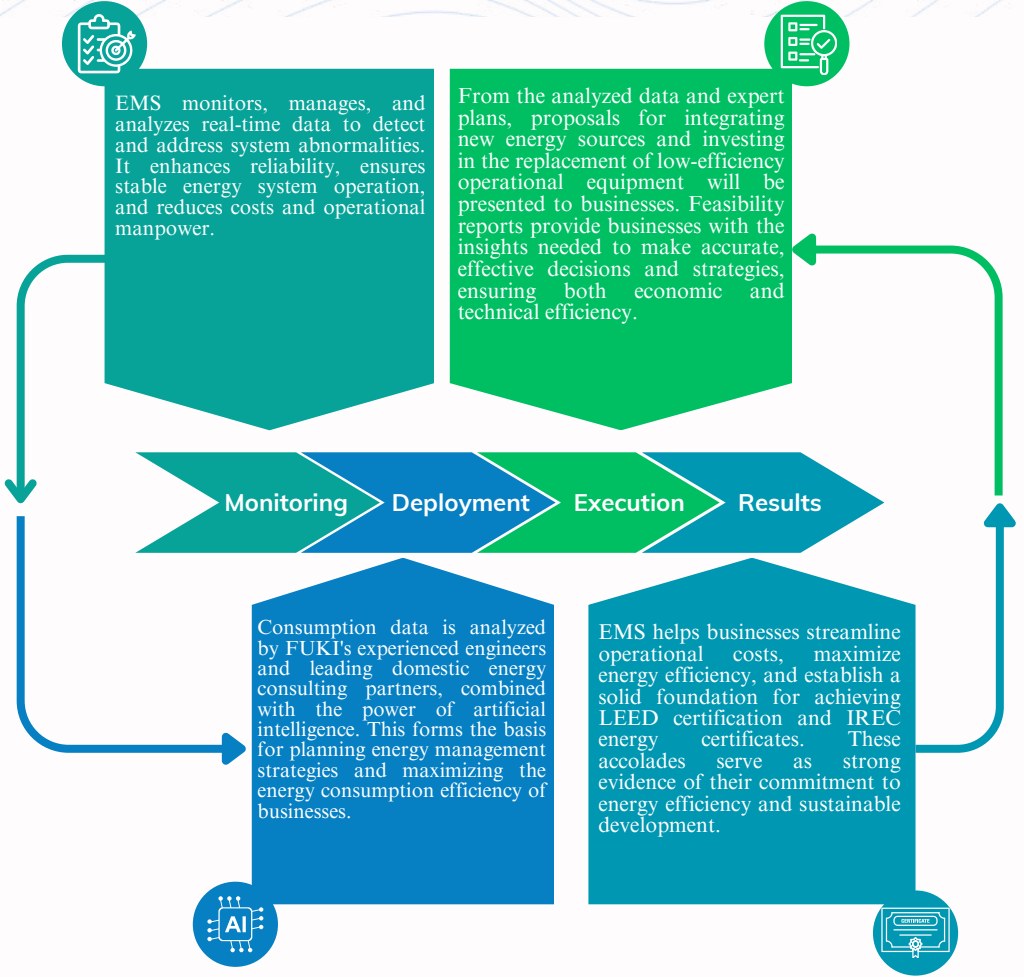 EMS monitors, manages, and
analyzes real-time data to detect
and address system abnormalities.
It enhances reliability, ensures
stable energy system operation,
and reduces costs and operational
manpower.
From the analyzed data and expert
plans, proposals for integrating
new energy sources and investing
in the replacement of low-efficiency
operational equipment will be
presented to businesses. Feasibility
reports provide businesses with the
insights needed to make accurate,
effective decisions and strategies,
ensuring both economic and
technical efficiency.
Monitoring
Deployment
Execution
Results
Consumption data is analyzed
by FUKI's experienced engineers
and leading domestic energy
consulting partners, combined
with the power of artificial
intelligence. This forms the basis
for planning energy management
strategies and maximizing the
energy consumption efficiency of
businesses.
EMS helps businesses streamline
operational costs, maximize
energy efficiency, and establish a
solid foundation for achieving
LEED certification and IREC
energy certificates. These
accolades serve as strong
evidence of their commitment to
energy efficiency and sustainable
development.
AI
CERTIFICATE